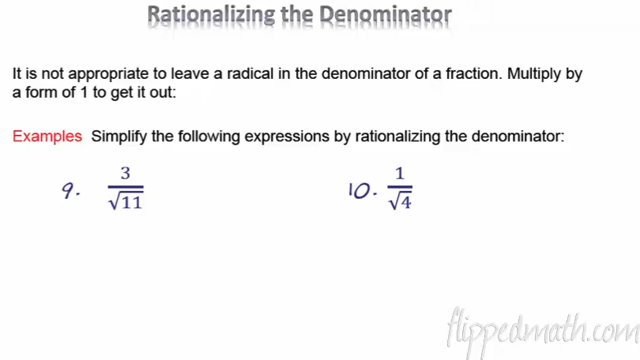 Rationalizing the Denominator
It is not appropriate to leave a radical in the denominator of a fraction. Multiply by
a form of 1 to get it out:
Examples Simplify the following expressions by rationalizing the denominator:
9. 3/√11 10. 1/√4
flippedmath.com